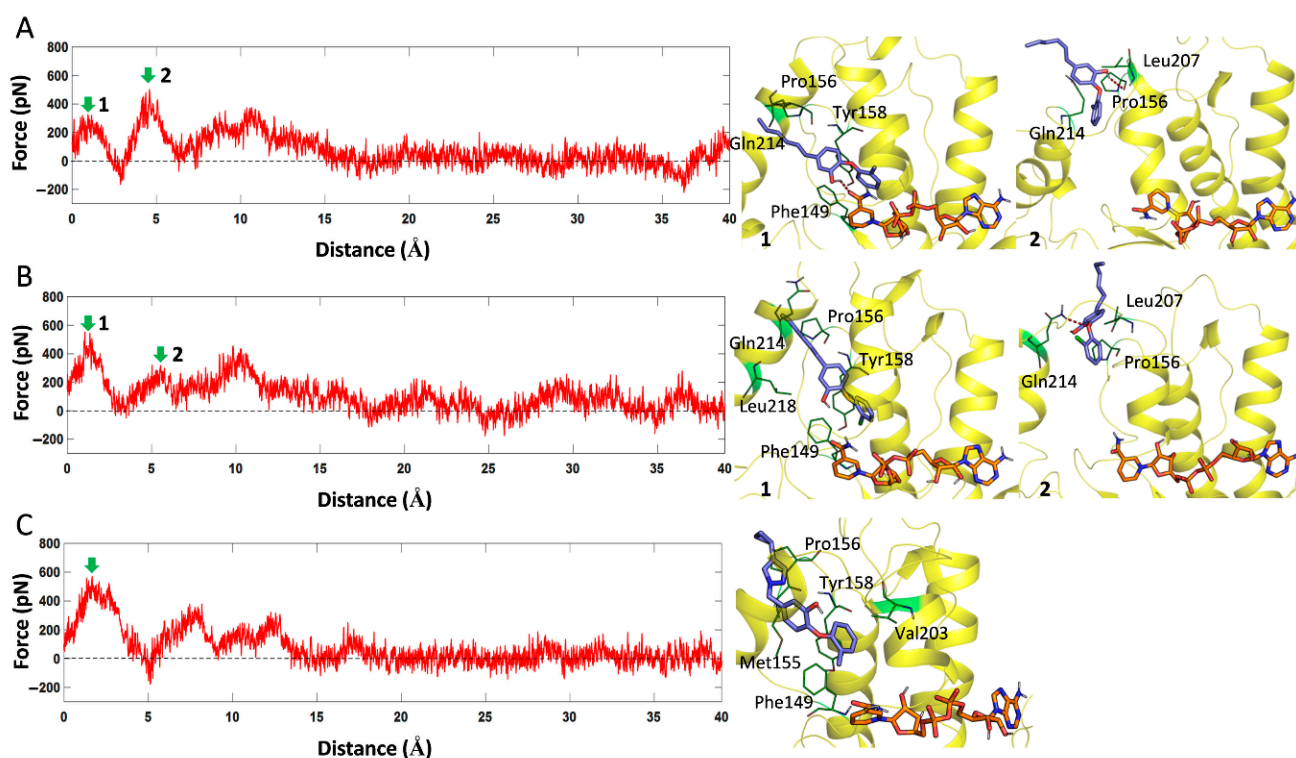 A
800
600
400
200
0
−200
Force (pN)
1
2
0 5 10 15 20 25 30 35 40
Distance (Å)
Pro156
Tyr158
Gln214
Phe149
1
Leu207
Pro156
Gln214
2
B
800
600
400
200
0
−200
Force (pN)
1
2
0 5 10 15 20 25 30 35 40
Distance (Å)
Pro156
Gln214
Tyr158
Leu218
Phe149
1
Leu207
Pro156
Gln214
2
C
800
600
400
200
0
−200
Force (pN)
0 5 10 15 20 25 30 35 40
Distance (Å)
Pro156
Tyr158
Val203
Met155
Phe149